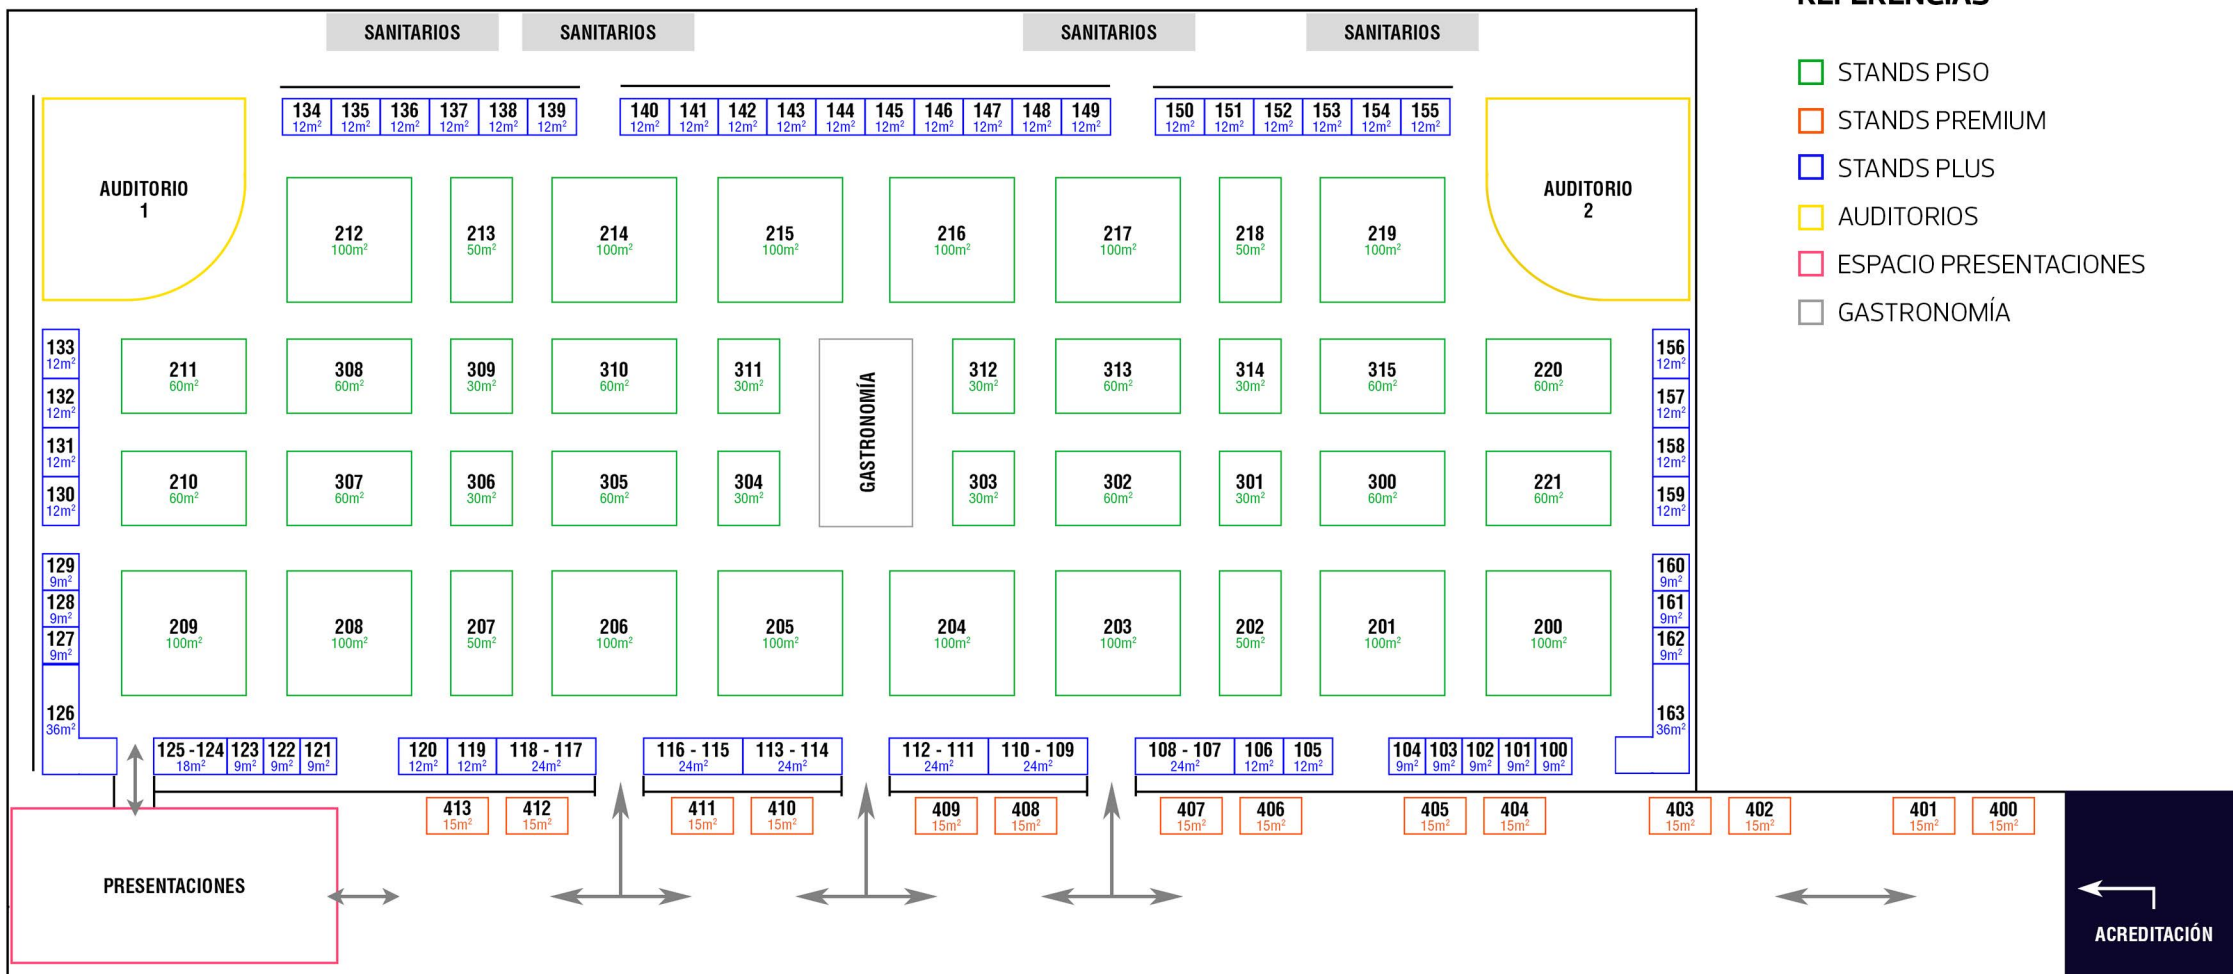 REFERENCIAS
SANITARIOS
SANITARIOS
SANITARIOS
SANITARIOS
STANDS PISO
STANDS PREMIUM
STANDS PLUS
AUDITORIOS
ESPACIO PRESENTACIONES
GASTRONOMÍA
134 135 136 137 138 139
12m² 12m² 12m² 12m² 12m² 12m²
140 141 142 143 144 145 146 147 148 149
12m² 12m² 12m² 12m² 12m² 12m² 12m² 12m² 12m² 12m²
150 151 152 153 154 155
12m² 12m² 12m² 12m² 12m² 12m²
AUDITORIO
1
AUDITORIO
2
212 213 214 215 216 217 218 219
100m² 50m² 100m² 100m² 100m² 100m² 50m² 100m²
133
12m²
132
12m²
131
12m²
130
12m²
211 308 309 310 311 312 313 314 315 220
60m² 60m² 30m² 60m² 30m² 30m² 60m² 30m² 60m² 60m²
GASTRONOMÍA
210 307 306 305 304 303 302 301 300 221
60m² 60m² 30m² 60m² 30m² 30m² 60m² 30m² 60m² 60m²
156
12m²
157
12m²
158
12m²
159
12m²
129
9m²
128
9m²
127
9m²
126
36m²
209 208 207 206 205 204 203 202 201 200
100m² 100m² 50m² 100m² 100m² 100m² 100m² 50m² 100m² 100m²
160
9m²
161
9m²
162
9m²
163
36m²
125 -124 123 122 121
18m² 9m² 9m² 9m²
120 119 118 - 117
12m² 12m² 24m²
116 - 115 113 - 114
24m² 24m²
112 - 111 110 - 109
24m² 24m²
108 - 107 106 105
24m² 12m² 12m²
104 103 102 101 100
9m² 9m² 9m² 9m² 9m²
413 412 411 410 409 408 407 406 405 404 403 402 401 400
15m² 15m² 15m² 15m² 15m² 15m² 15m² 15m² 15m² 15m² 15m² 15m² 15m² 15m²
PRESENTACIONES
ACREDITACIÓN